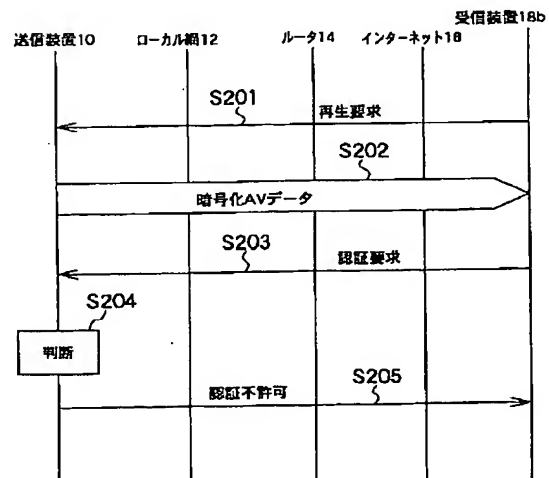 受信装置18b
送信装置10 ローカル網12 ルータ14 インターネット16
S201
再生要求
S202
暗号化AVデータ
S203
認証要求
S204
判断
S205
認証不許可